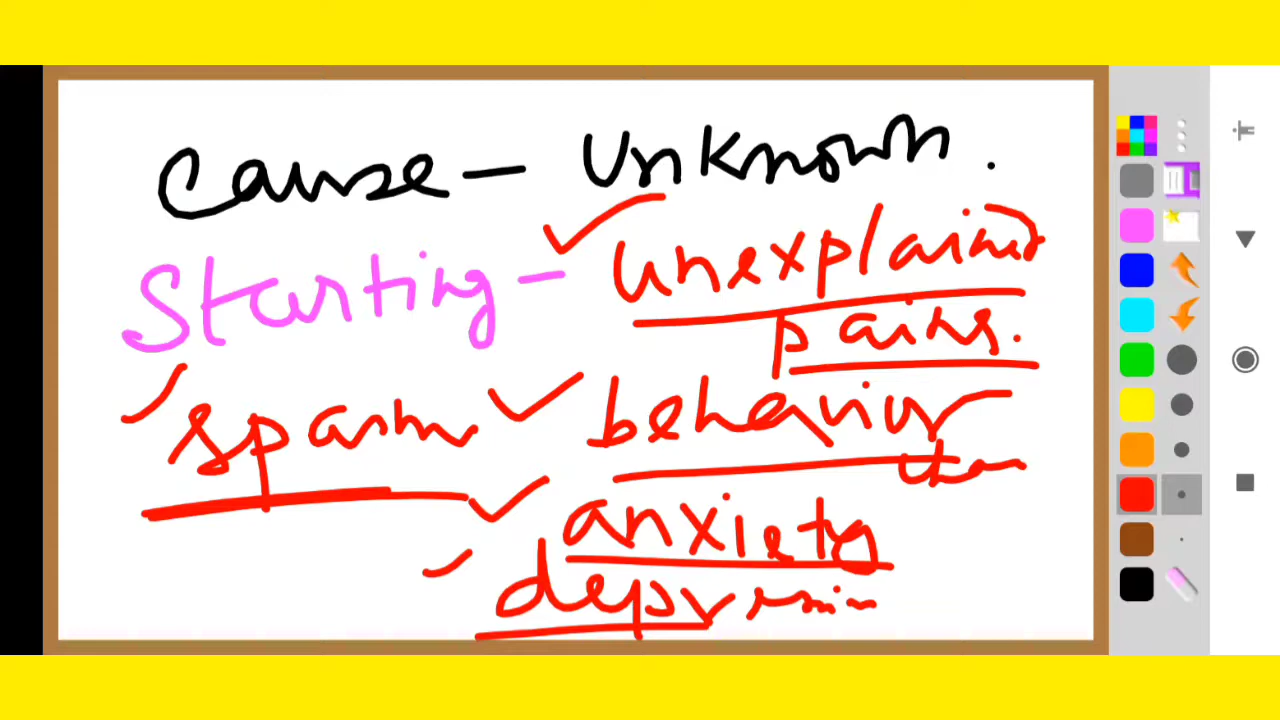 Cause - Unknown.
Starting - unexplained
pains.
spasm behavior
anxiety
depression